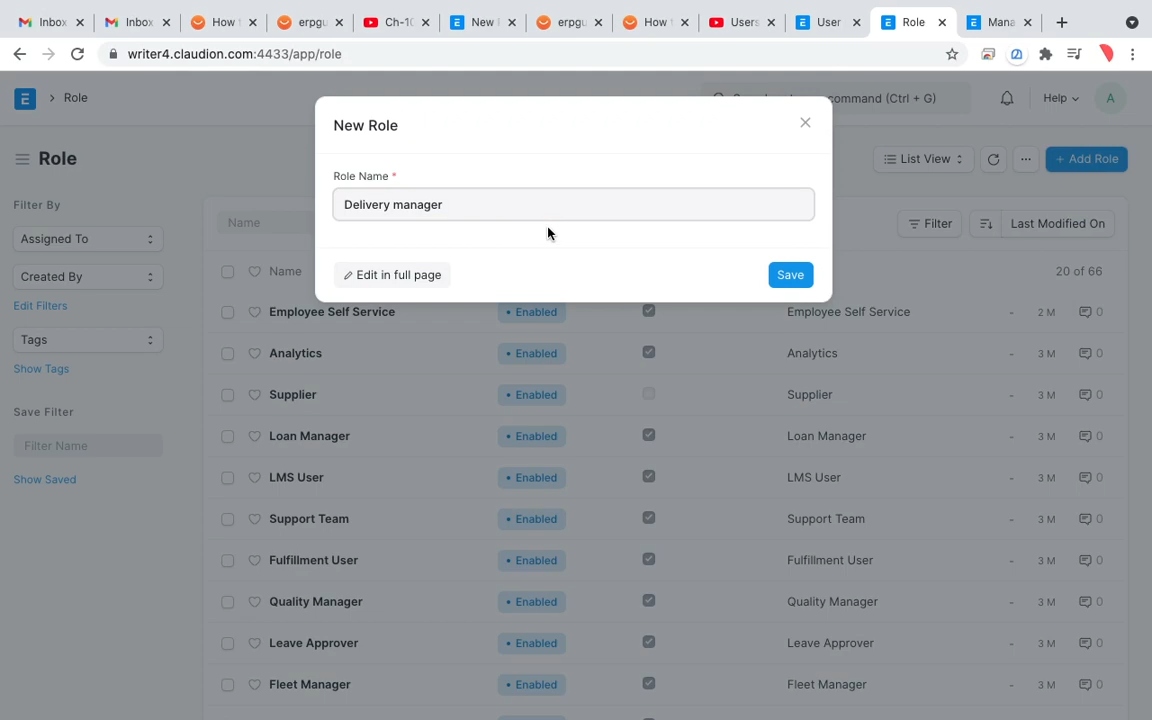 Inbox
Inbox
How t
erpgu
Ch-10
New
erpgu
How t
Users
User
Role
Mana
writer4.claudion.com:4433/app/role
E
Role
command (Ctrl + G)
Help
A
Role
List View
+ Add Role
New Role
Role Name *
Delivery manager
Edit in full page
Save
Filter By
Assigned To
Created By
Edit Filters
Tags
Show Tags
Save Filter
Filter Name
Show Saved
Name
Filter
Last Modified On
Name
20 of 66
Employee Self Service • Enabled Employee Self Service - 2 M 0
Analytics • Enabled Analytics - 3 M 0
Supplier • Enabled Supplier - 3 M 0
Loan Manager • Enabled Loan Manager - 3 M 0
LMS User • Enabled LMS User - 3 M 0
Support Team • Enabled Support Team - 3 M 0
Fulfillment User • Enabled Fulfillment User - 3 M 0
Quality Manager • Enabled Quality Manager - 3 M 0
Leave Approver • Enabled Leave Approver - 3 M 0
Fleet Manager • Enabled Fleet Manager - 3 M 0